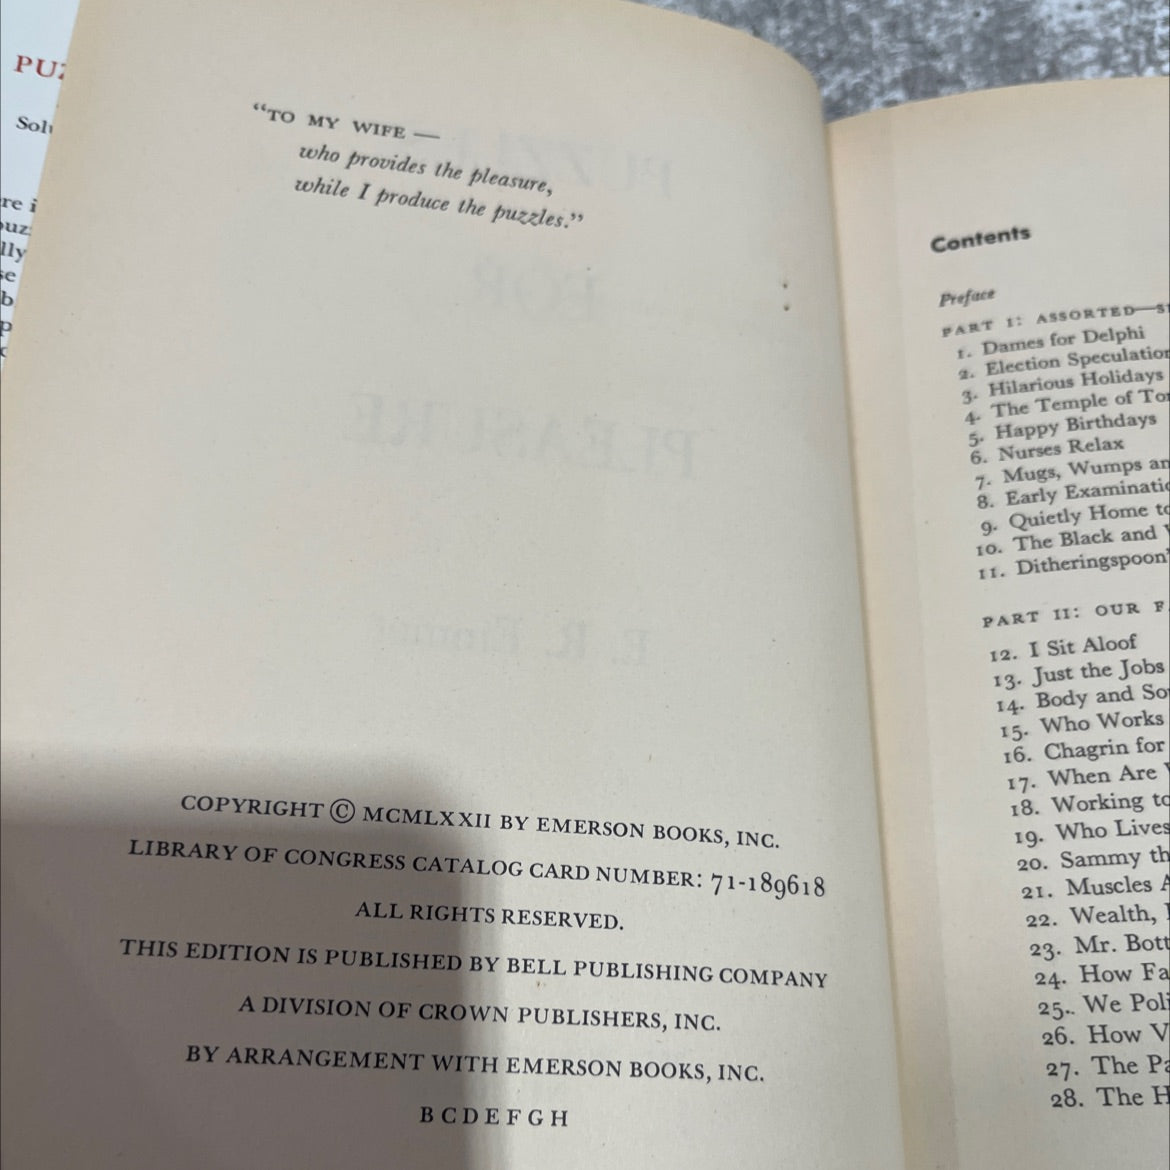 "TO MY WIFE —
who provides the pleasure,
while I produce the puzzles."
COPYRIGHT © MCMLXXII BY EMERSON BOOKS, INC.
LIBRARY OF CONGRESS CATALOG CARD NUMBER: 71-189618
ALL RIGHTS RESERVED.
THIS EDITION IS PUBLISHED BY BELL PUBLISHING COMPANY
A DIVISION OF CROWN PUBLISHERS, INC.
BY ARRANGEMENT WITH EMERSON BOOKS, INC.
B C D E F G H
Contents
Preface
PART I: ASSORTED—
1. Dames for Delphi
2. Election
3. Hilarious Holidays
4. The Temple of
5. Happy Birthdays
6. Nurses Relax
7. Mugs, Wumps
8. Early
9. Quietly Home
10. The Black and
11.
PART II: OUR
12. I Sit Aloof
13. Just the Jobs
14. Body and
15. Who Works
16. Chagrin for
17. When Are
18. Working
19. Who
20. Sammy
21. Muscles
22. Wealth,
23. Mr.
24. How
25. We
26. How
27. The
28. The